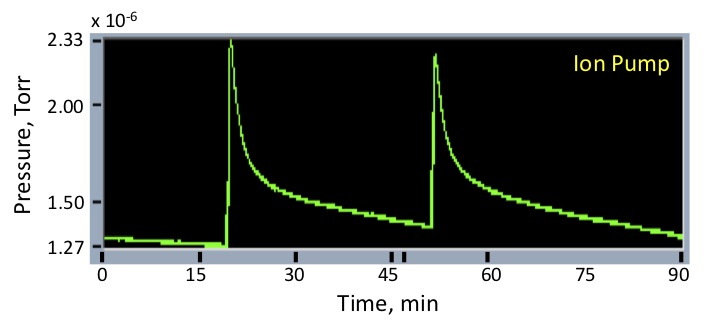 x 10-6
2.33
2.00
1.50
1.27
Pressure, Torr
Ion Pump
0 15 30 45 60 75 90
Time, min